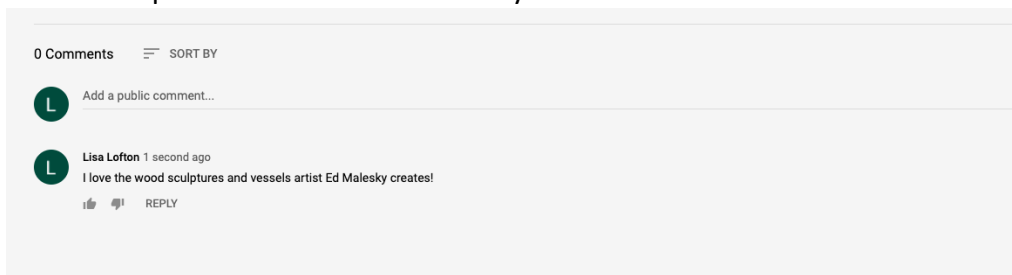 0 Comments SORT BY
L Add a public comment...
L Lisa Lofton 1 second ago
I love the wood sculptures and vessels artist Ed Malesky creates!
REPLY